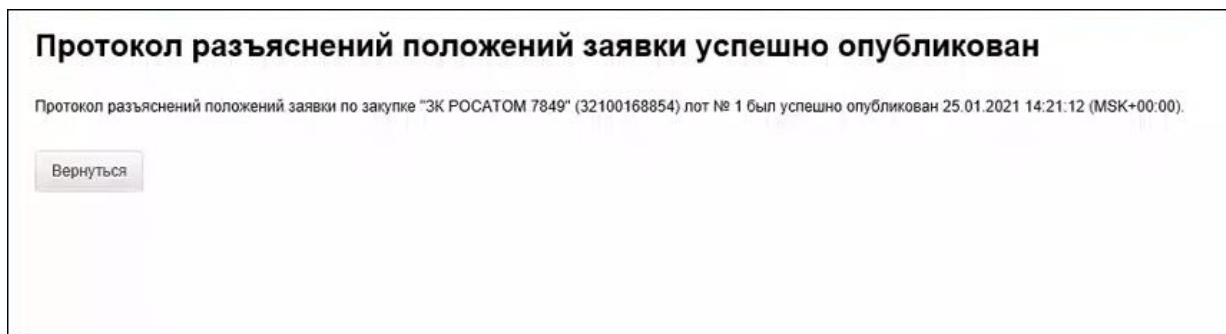 Протокол разъяснений положений заявки успешно опубликован
Протокол разъяснений положений заявки по закупке "ЗК РОСАТОМ 7849" (32100168854) лот № 1 был успешно опубликован 25.01.2021 14:21:12 (MSK+00:00).
Вернуться